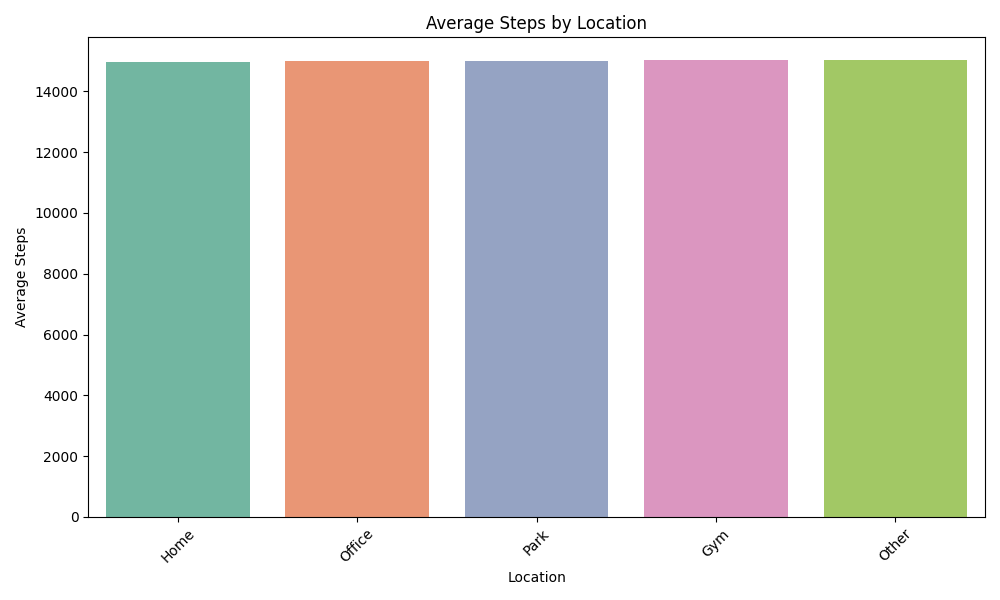 Average Steps by Location
Average Steps
14000
12000
10000
8000
6000
4000
2000
0
Home
Office
Park
Gym
Other
Location